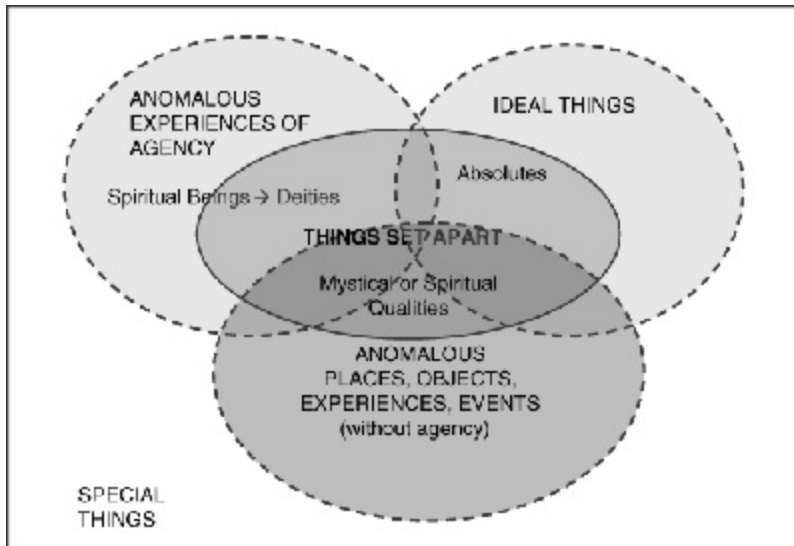 ANOMALOUS
EXPERIENCES OF
AGENCY
IDEAL THINGS
Absolutes
Spiritual Beings → Deities
THINGS SET APART
Mystical or Spiritual
Qualities
ANOMALOUS
PLACES, OBJECTS,
EXPERIENCES, EVENTS
(without agency)
SPECIAL
THINGS